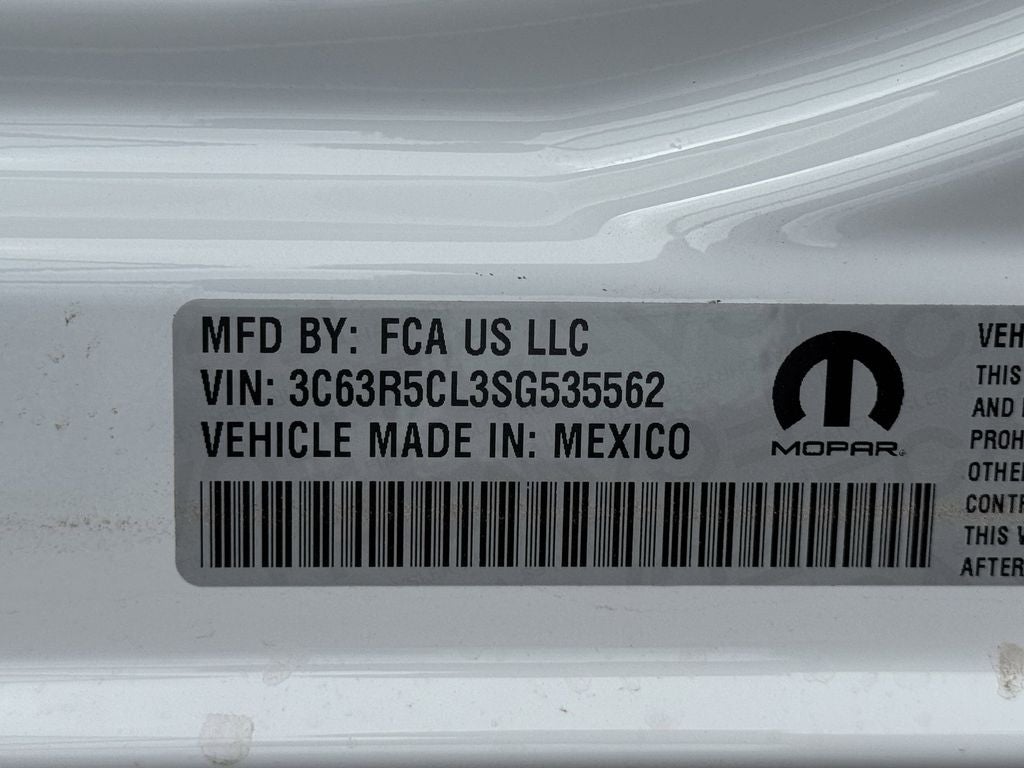 MFD BY: FCA US LLC
VIN: 3C63R5CL3SG535562
VEHICLE MADE IN: MEXICO
MOPAR
VEH
THIS
AND
PROH
OTHE
CONT
THIS V
AFTER